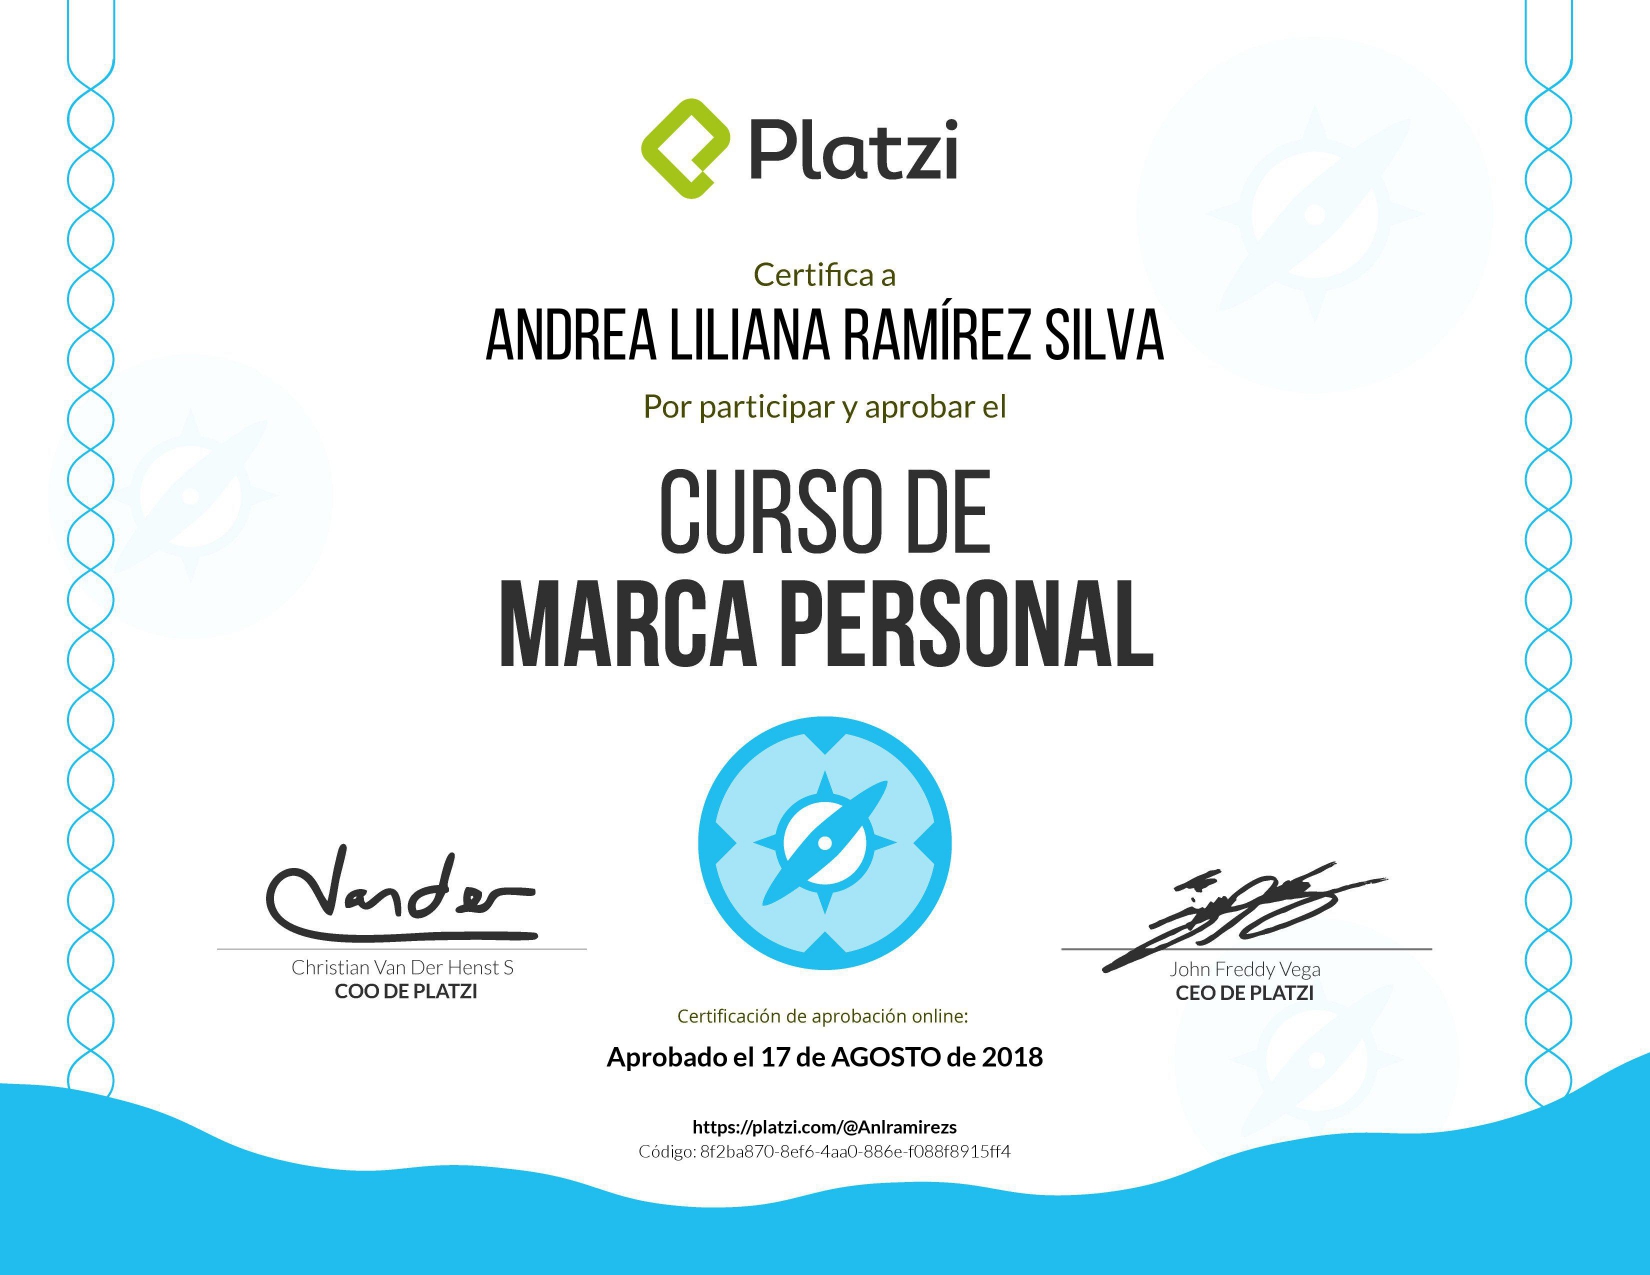 Platzi
Certifica a
ANDREA LILIANA RAMÍREZ SILVA
Por participar y aprobar el
CURSO DE
MARCA PERSONAL
Vander
Christian Van Der Henst S
COO DE PLATZI
John Freddy Vega
CEO DE PLATZI
Certificación de aprobación online:
Aprobado el 17 de AGOSTO de 2018
https://platzi.com/@Anlramirezs
Código: 8f2ba870-8ef6-4aa0-886e-f088f8915ff4